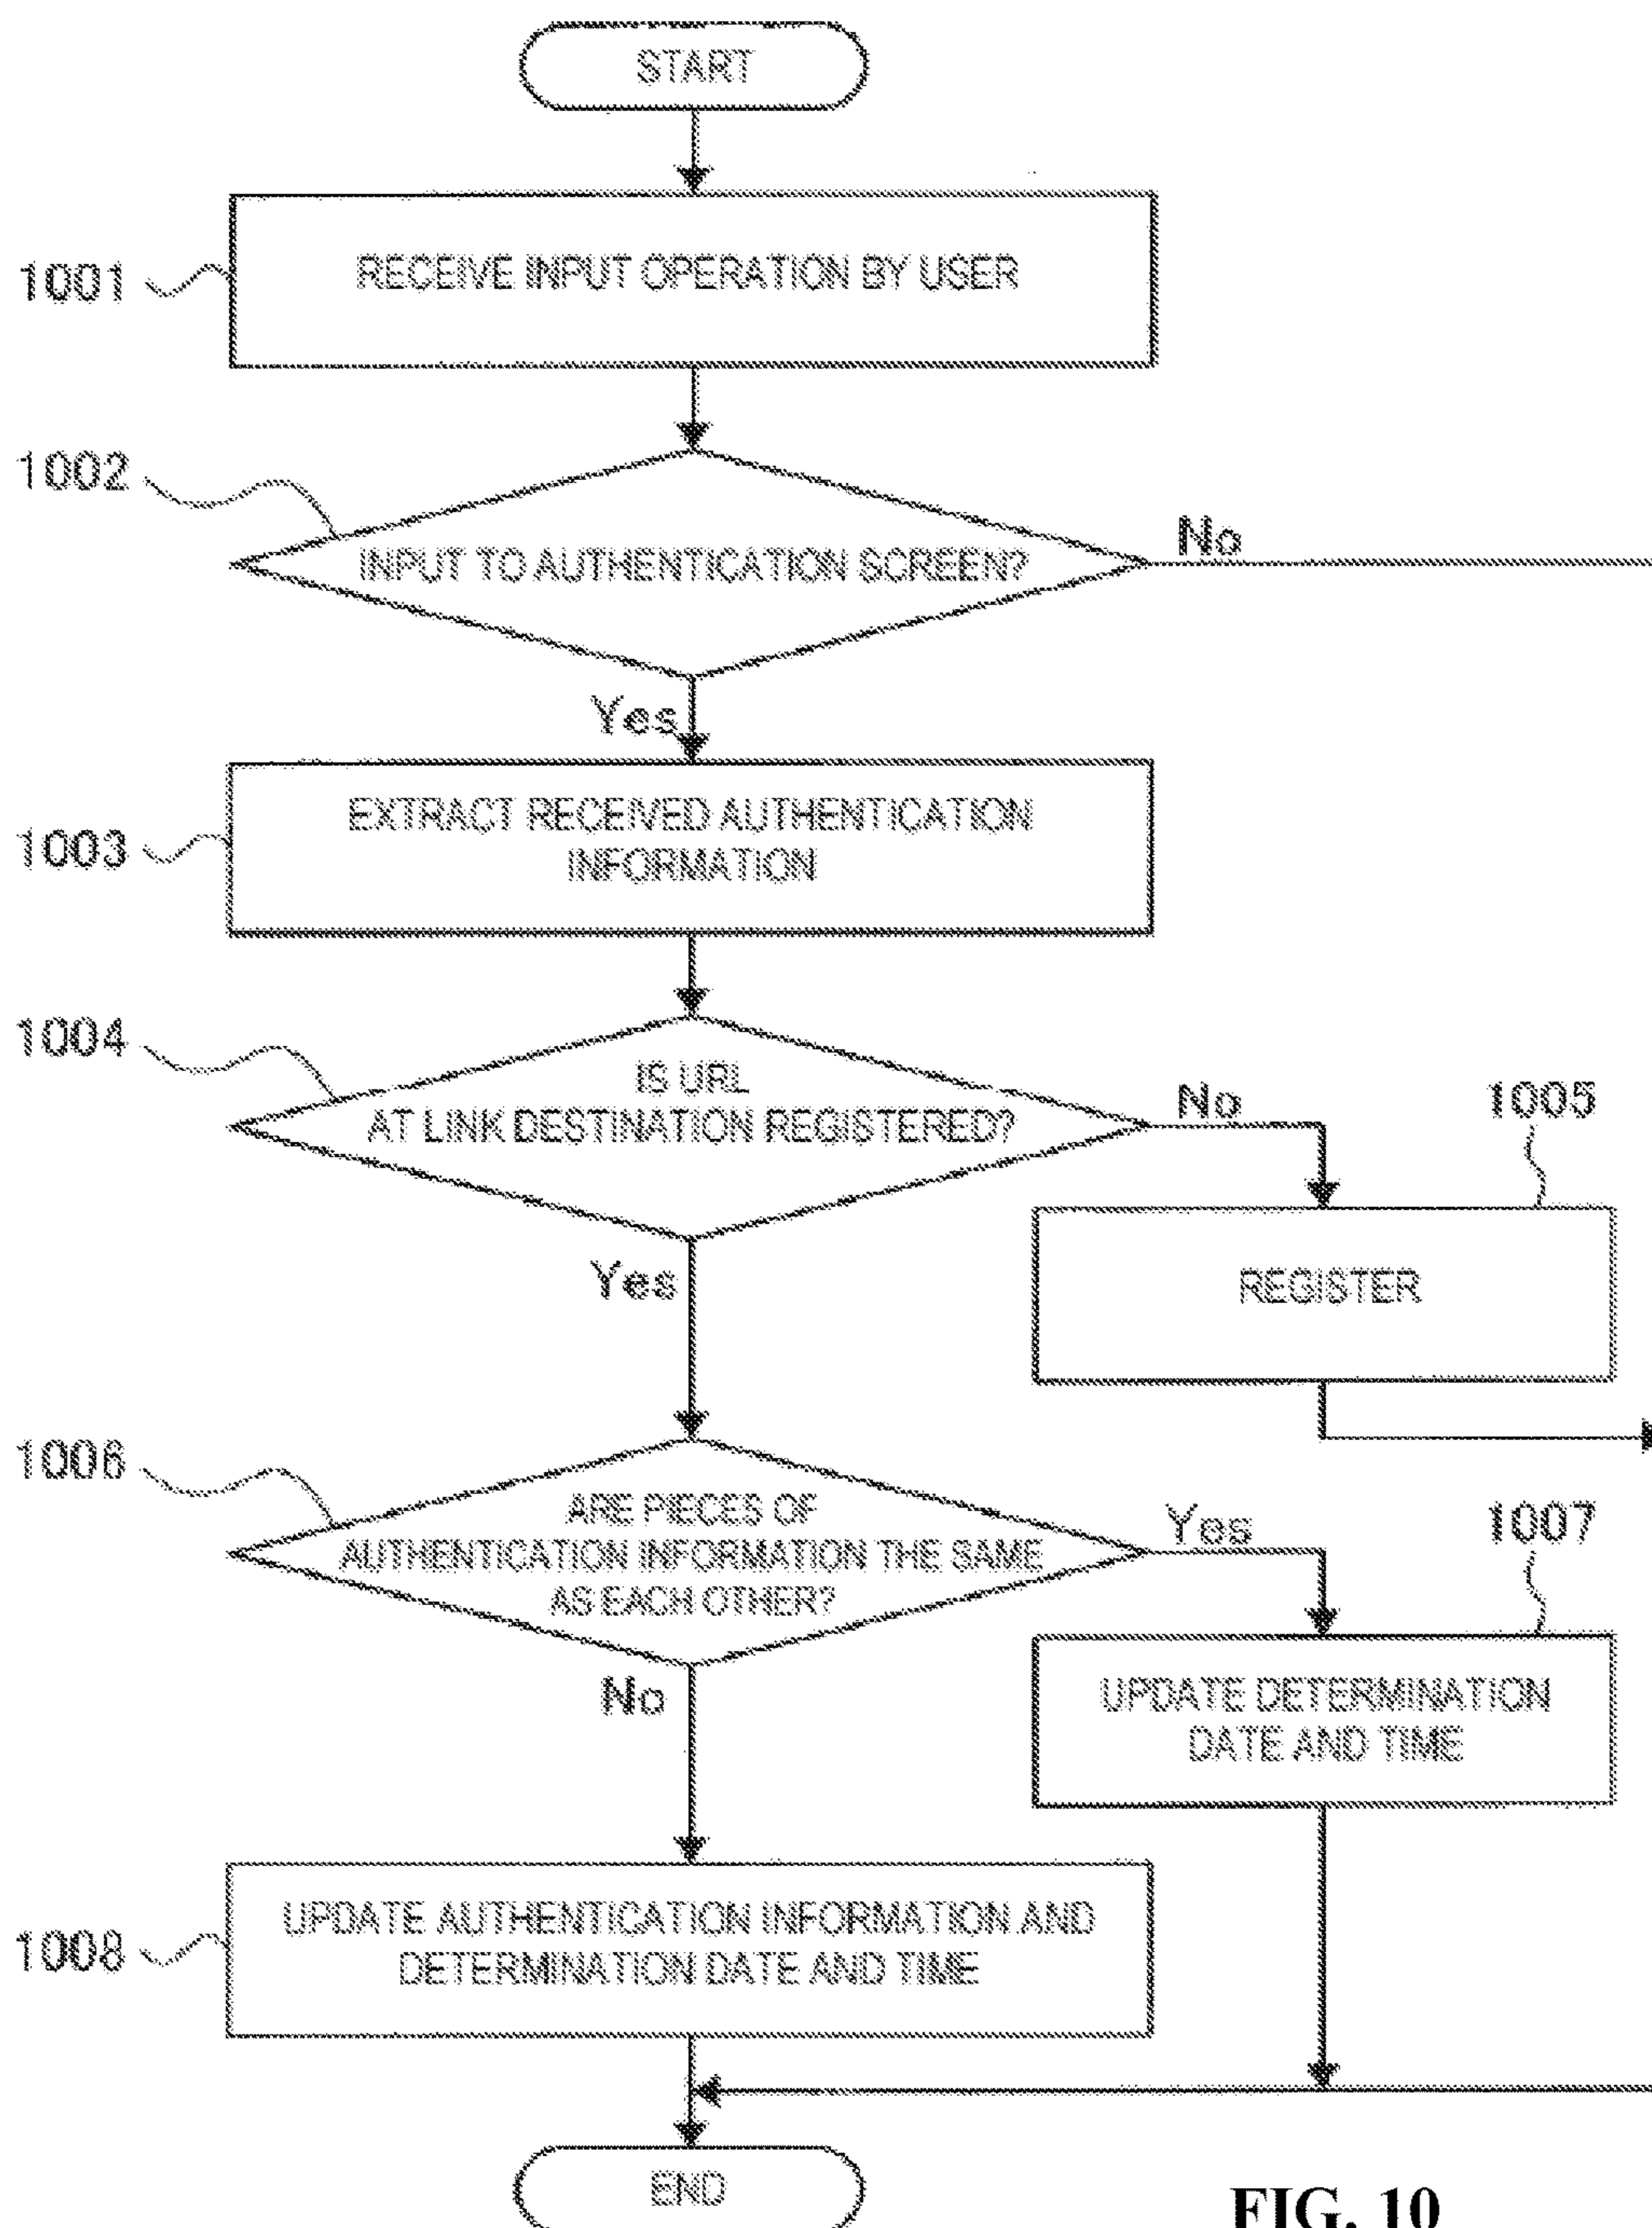 START
1001
RECEIVE INPUT OPERATION BY USER
1002
INPUT TO AUTHENTICATION SCREEN?
No
Yes
1003
EXTRACT RECEIVED AUTHENTICATION
INFORMATION
1004
IS URL
AT LINK DESTINATION REGISTERED?
No
1005
Yes
REGISTER
1006
ARE PIECES OF
AUTHENTICATION INFORMATION THE SAME
AS EACH OTHER?
Yes
1007
No
UPDATE DETERMINATION
DATE AND TIME
1008
UPDATE AUTHENTICATION INFORMATION AND
DETERMINATION DATE AND TIME
END
FIG. 10